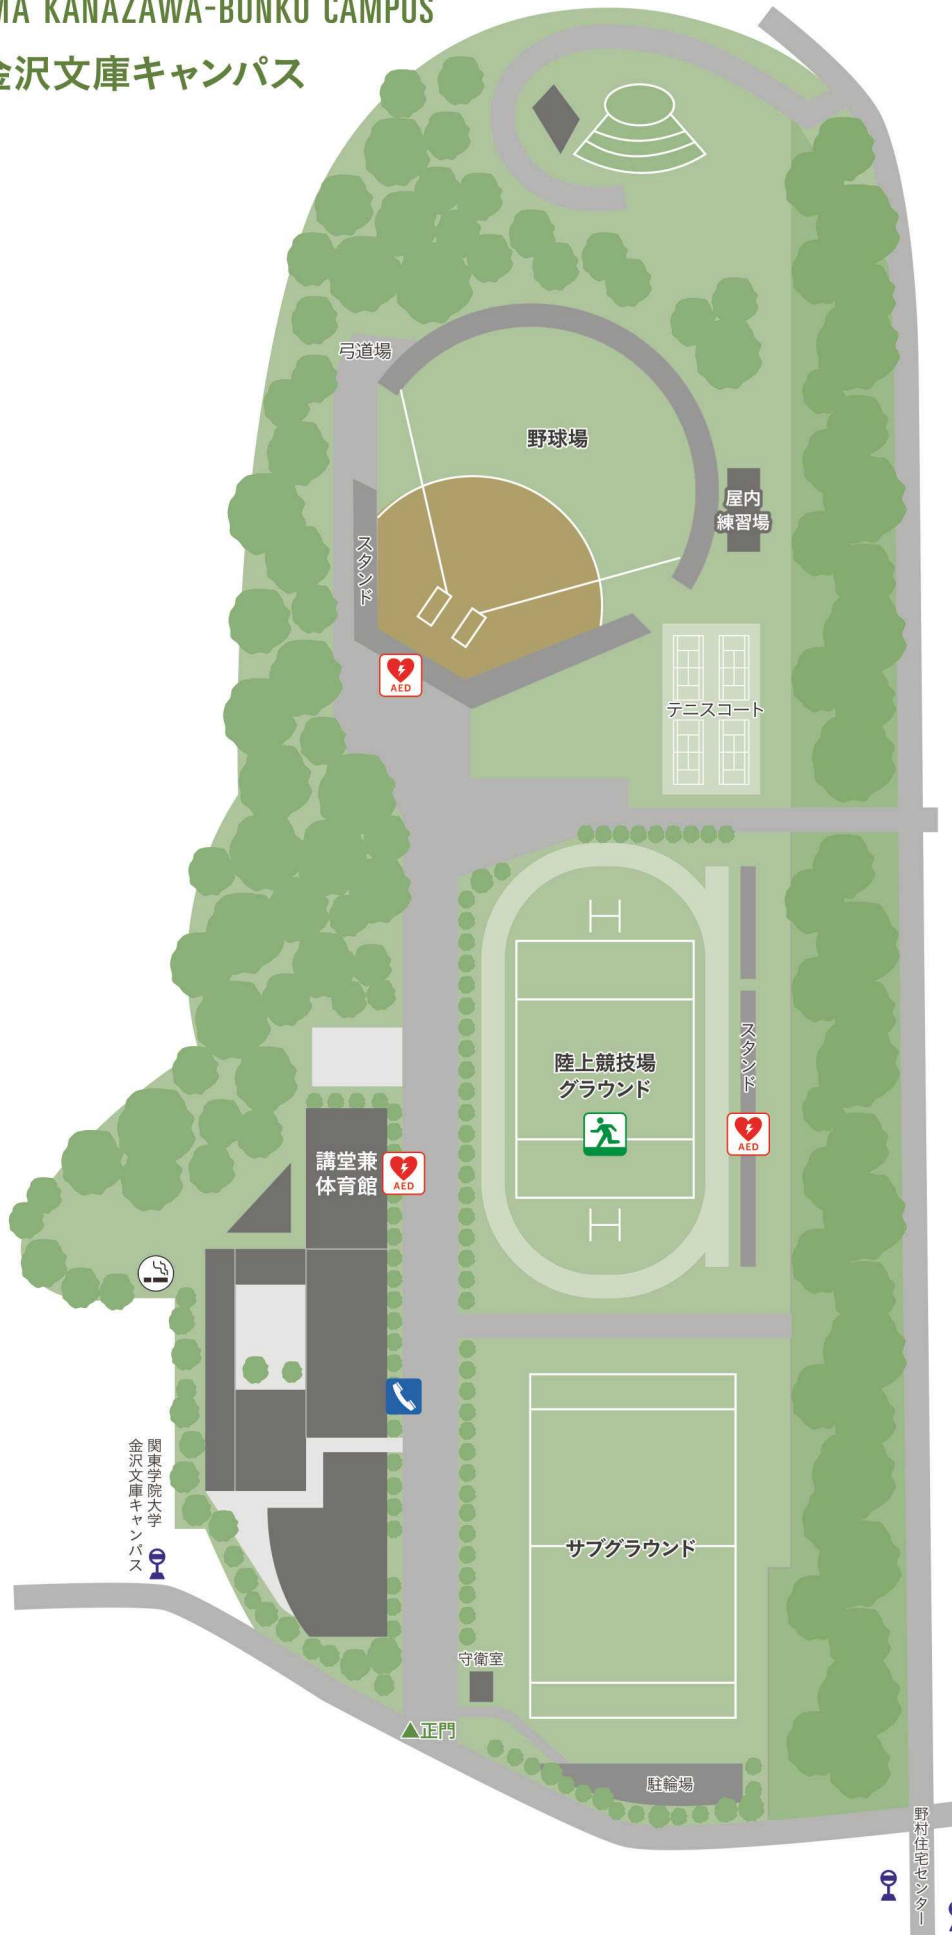 MA KANAZAWA-BUNKO CAMPUS
金沢文庫キャンパス
弓道場
野球場
屋内
練習場
スタンド
AED
テニスコート
スタンド
陸上競技場
グラウンド
AED
講堂兼
体育館
AED
関東学院大学
金沢文庫キャンパス
サブグラウンド
守衛室
▲正門
駐輪場
野村住宅センター